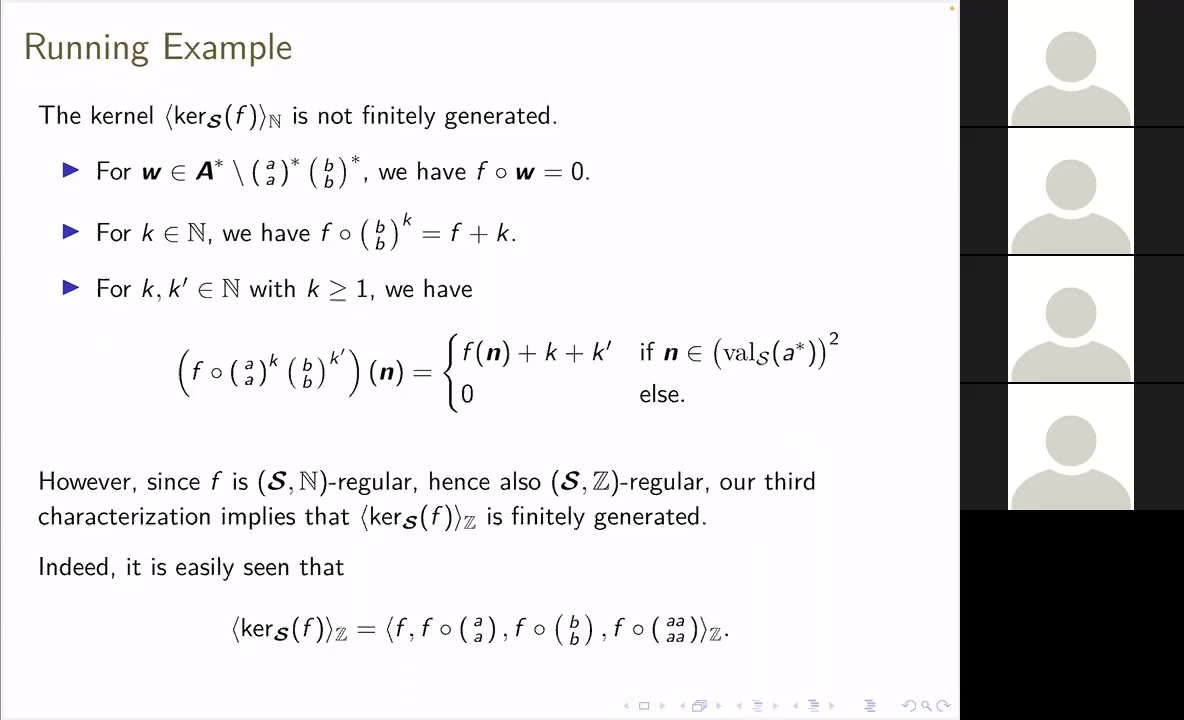 Running Example
The kernel ⟨ker_𝓢(f)⟩_ℕ is not finitely generated.
▶ For w ∈ A* \ (a a)* (b b)*, we have f ∘ w = 0.
▶ For k ∈ ℕ, we have f ∘ (b b)^k = f + k.
▶ For k, k′ ∈ ℕ with k ≥ 1, we have
(f ∘ (a a)^k (b b)^k′)(n) = { f(n) + k + k′ if n ∈ (val_𝒮(a*))^2
0 else.
However, since f is (𝓢, ℕ)-regular, hence also (𝓢, ℤ)-regular, our third
characterization implies that ⟨ker_𝓢(f)⟩_ℤ is finitely generated.
Indeed, it is easily seen that
⟨ker_𝓢(f)⟩_ℤ = ⟨f, f ∘ (a a), f ∘ (b b), f ∘ (aa aa)⟩_ℤ.